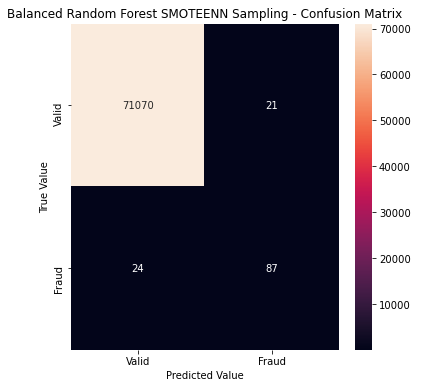 Balanced Random Forest SMOTEENN Sampling - Confusion Matrix
Valid
71070
21
True Value
Fraud
24
87
Valid
Fraud
Predicted Value
70000
60000
50000
40000
30000
20000
10000